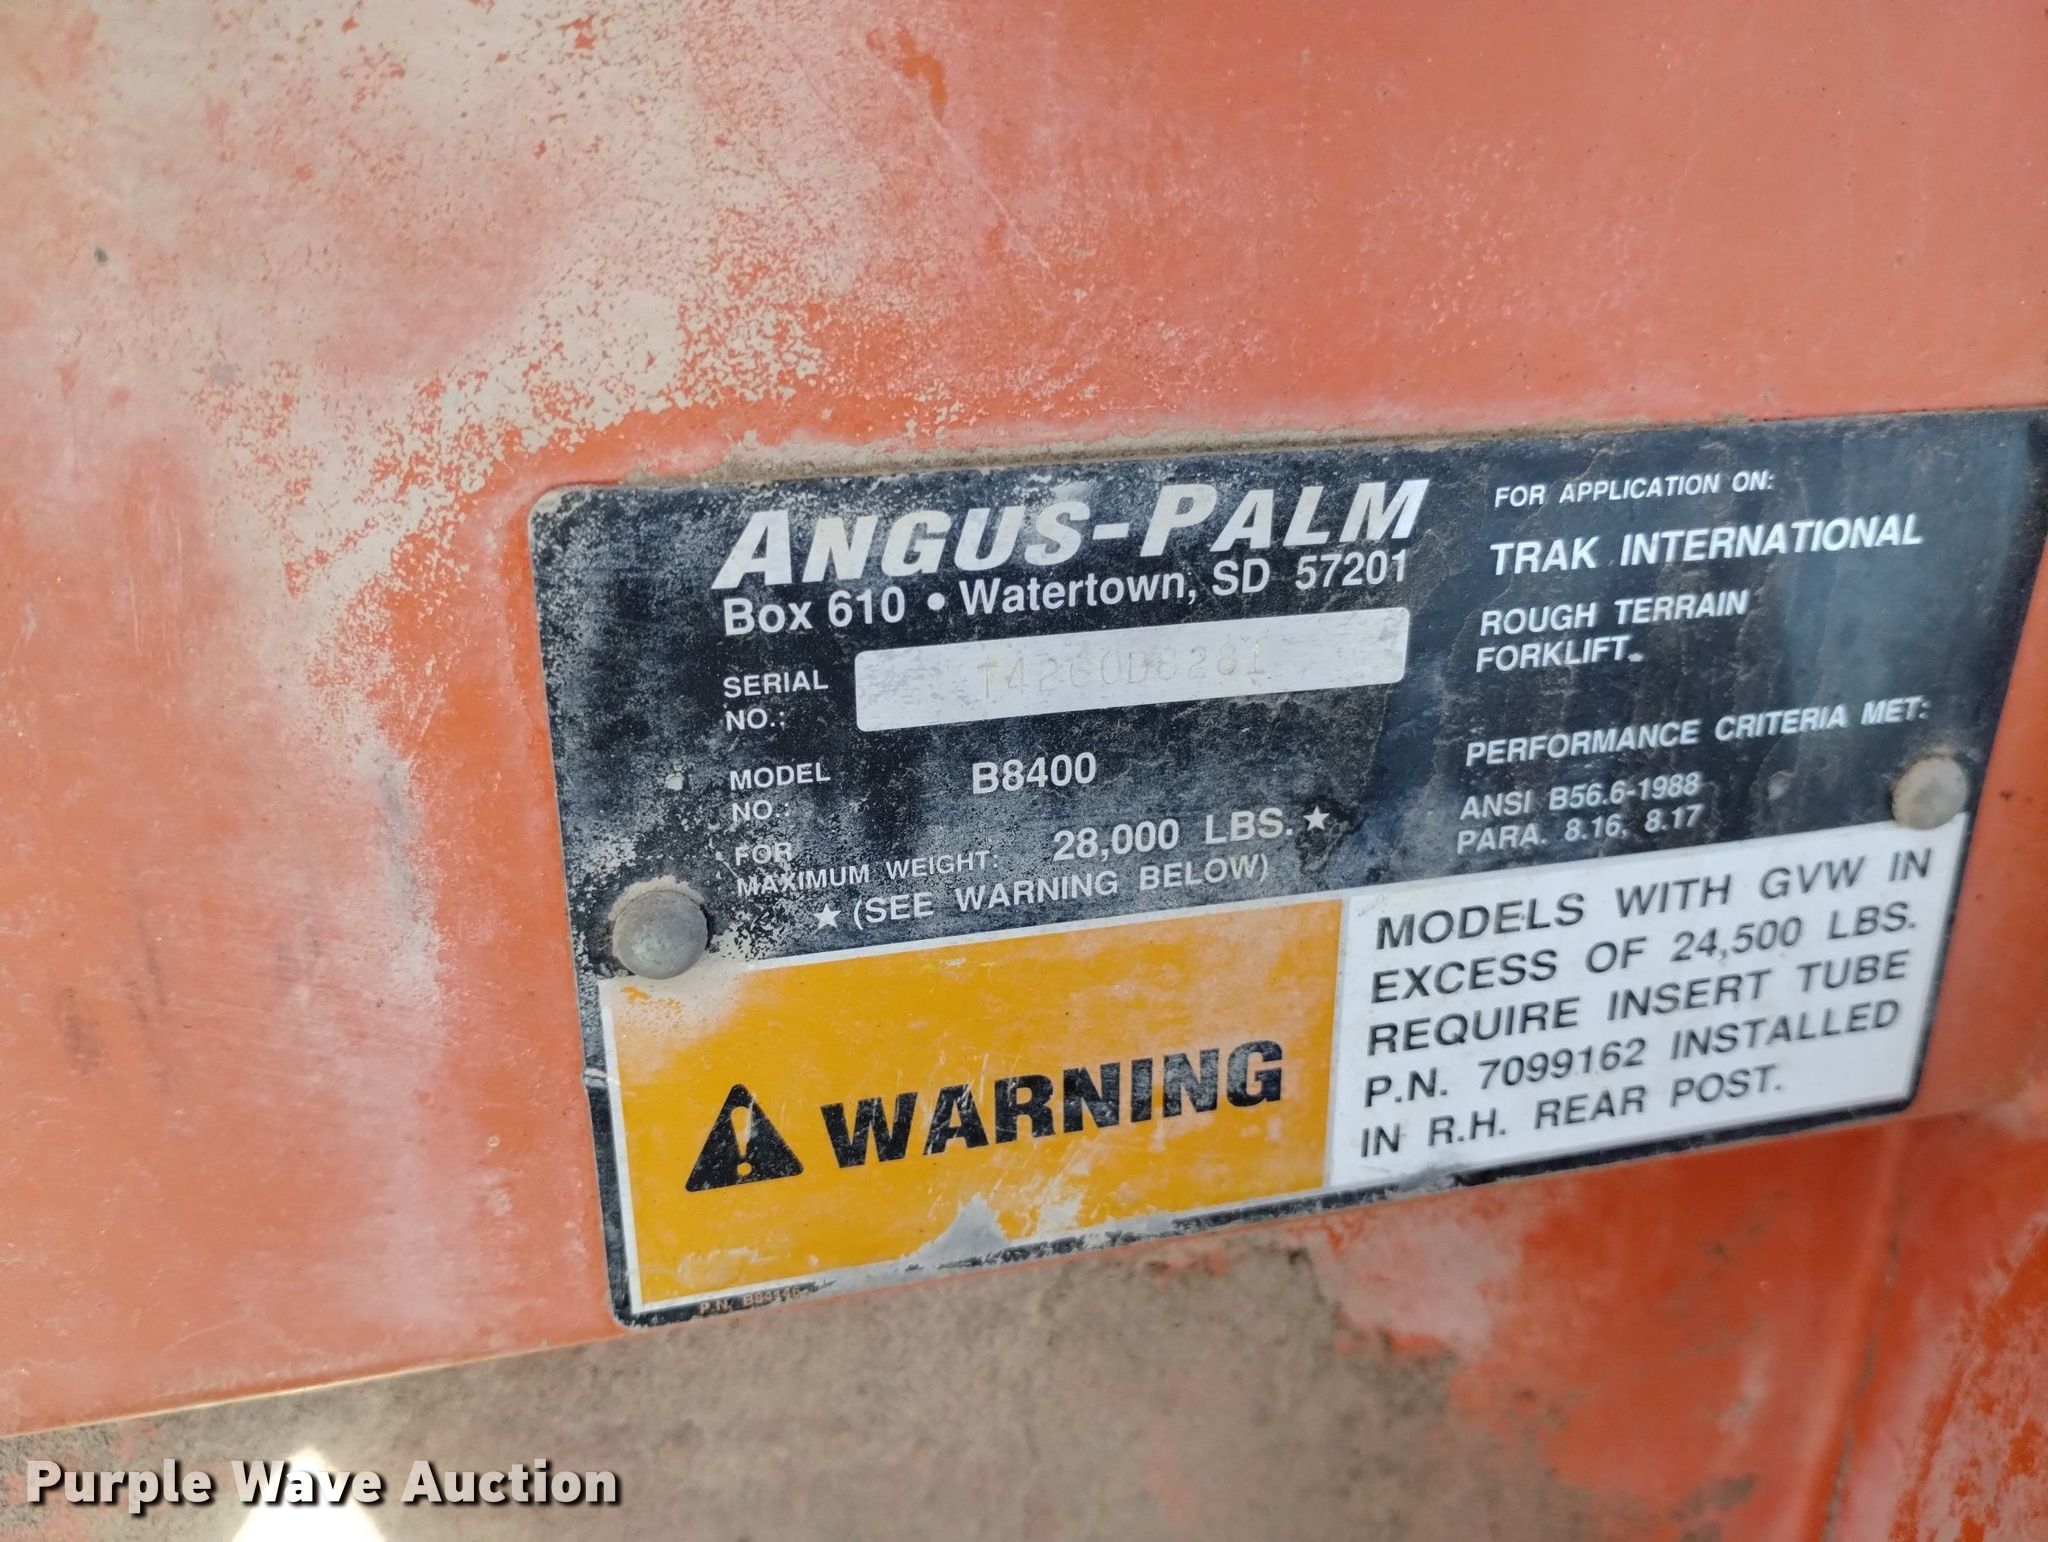 ANGUS-PALM
Box 610 • Watertown, SD 57201
SERIAL
NO.:
T4260D8281
MODEL
NO.:
B8400
FOR
MAXIMUM WEIGHT: 28,000 LBS.★
★(SEE WARNING BELOW)
FOR APPLICATION ON:
TRAK INTERNATIONAL
ROUGH TERRAIN
FORKLIFT.
PERFORMANCE CRITERIA MET:
ANSI B56.6-1988
PARA. 8.16, 8.17
WARNING
MODELS WITH GVW IN
EXCESS OF 24,500 LBS.
REQUIRE INSERT TUBE
P.N. 7099162 INSTALLED
IN R.H. REAR POST.
P.N.
Purple Wave Auction